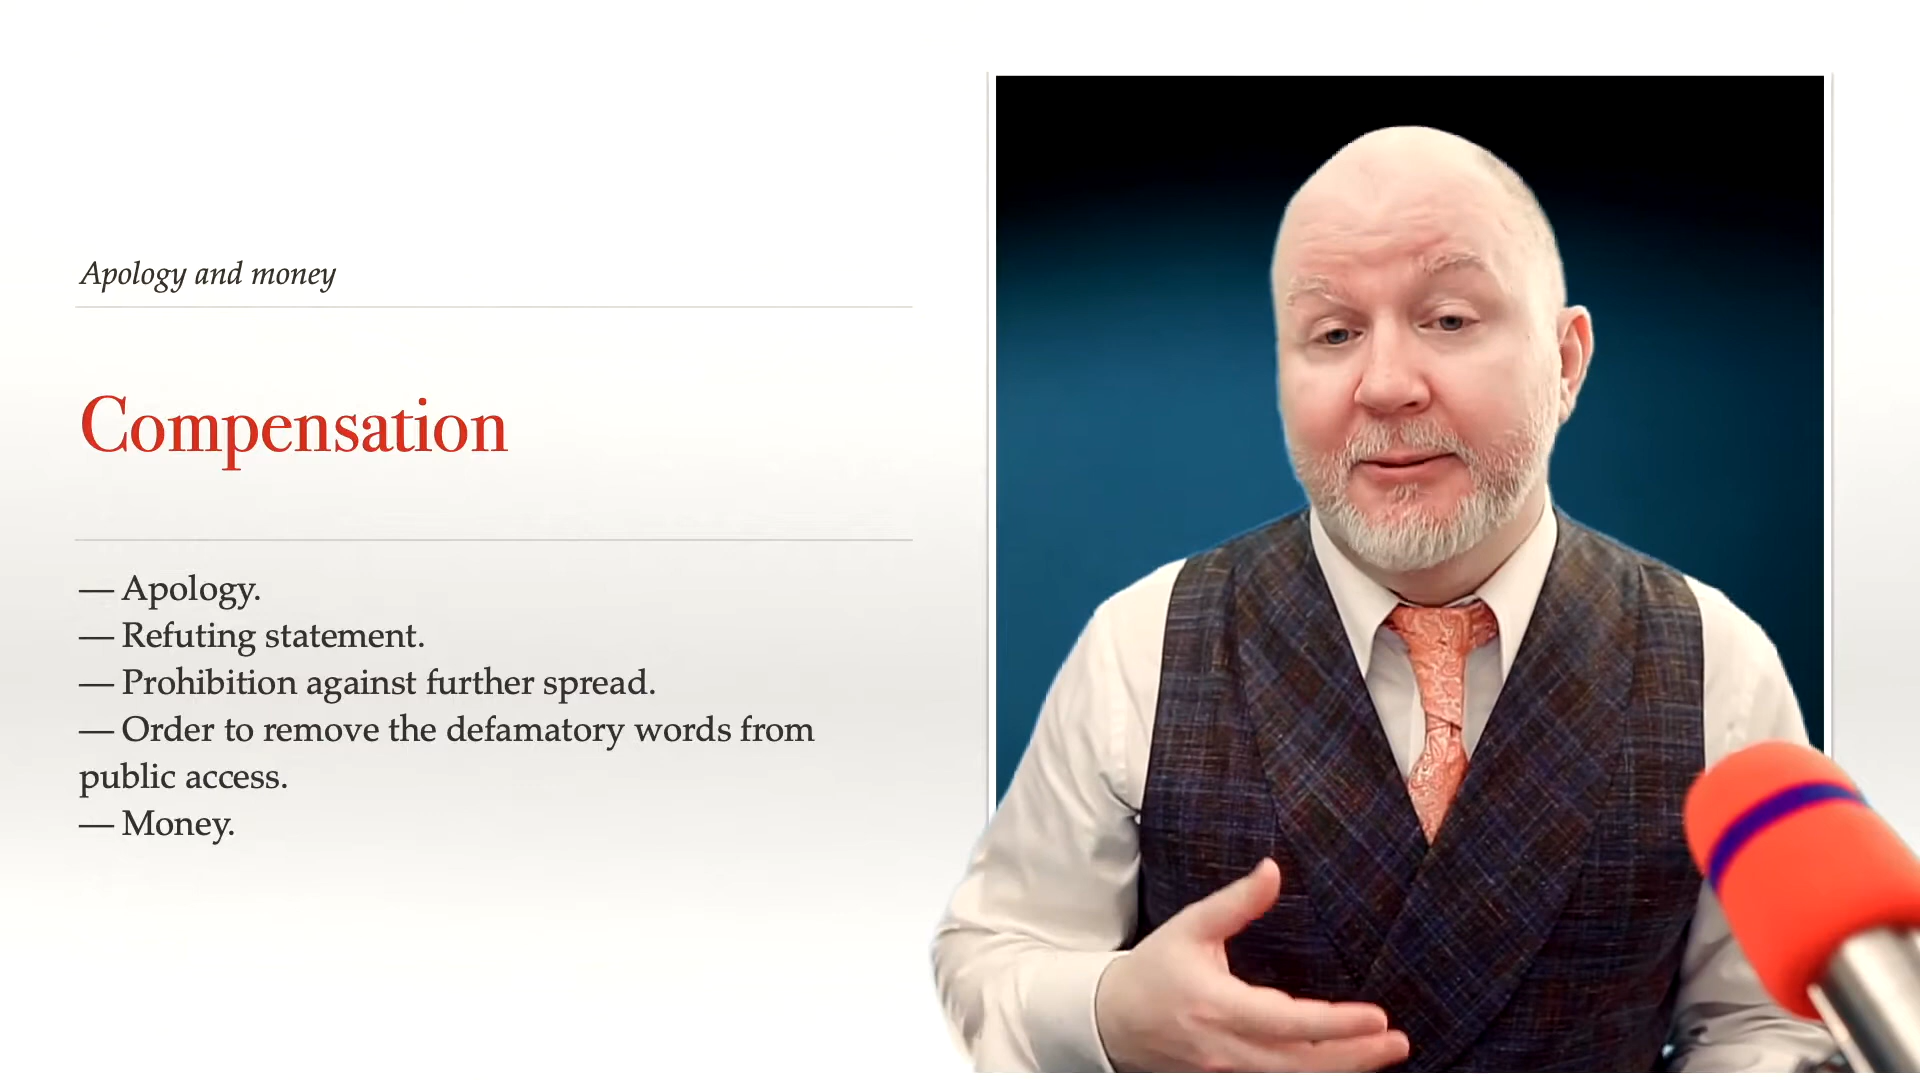 Apology and money
Compensation
— Apology.
— Refuting statement.
— Prohibition against further spread.
— Order to remove the defamatory words from
public access.
— Money.